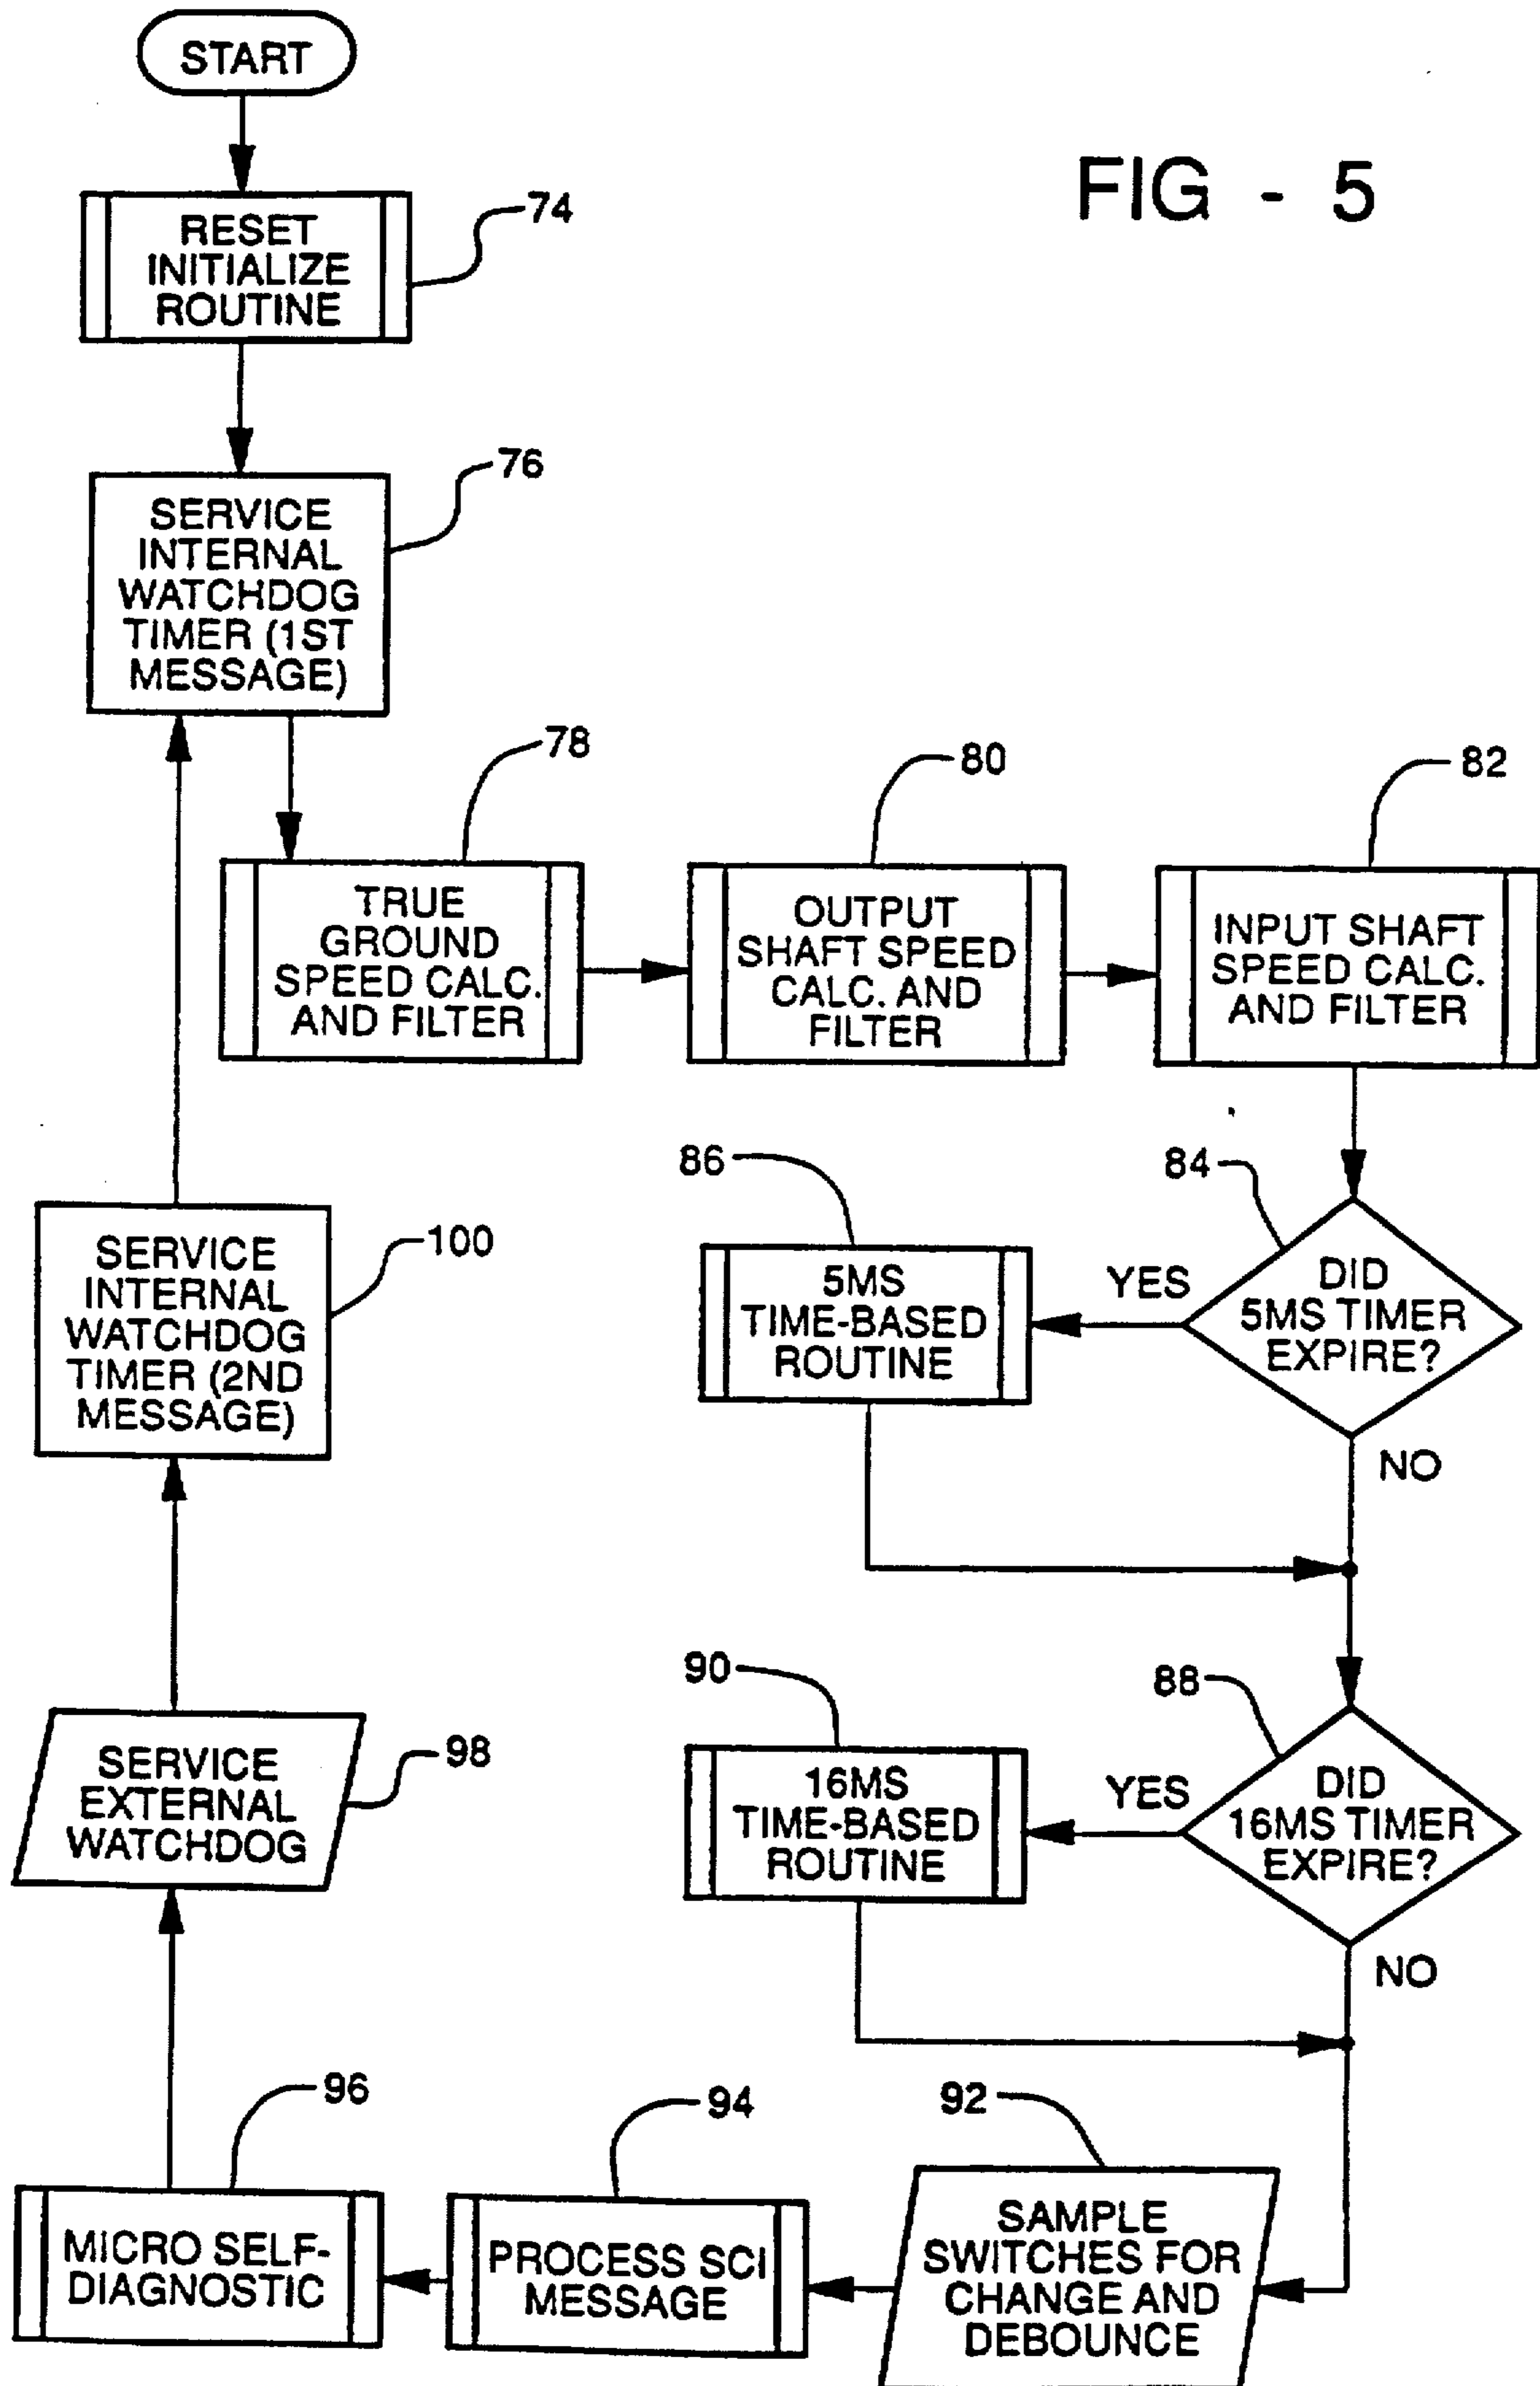 START
FIG - 5
RESET
INITIALIZE
ROUTINE
74
SERVICE
INTERNAL
WATCHDOG
TIMER (1ST
MESSAGE)
76
TRUE
GROUND
SPEED CALC.
AND FILTER
78
OUTPUT
SHAFT SPEED
CALC. AND
FILTER
80
INPUT SHAFT
SPEED CALC.
AND FILTER
82
DID
5MS TIMER
EXPIRE?
84
YES
NO
5MS
TIME-BASED
ROUTINE
86
DID
16MS TIMER
EXPIRE?
88
YES
NO
16MS
TIME-BASED
ROUTINE
90
SAMPLE
SWITCHES FOR
CHANGE AND
DEBOUNCE
92
PROCESS SCI
MESSAGE
94
MICRO SELF-
DIAGNOSTIC
96
SERVICE
EXTERNAL
WATCHDOG
98
SERVICE
INTERNAL
WATCHDOG
TIMER (2ND
MESSAGE)
100